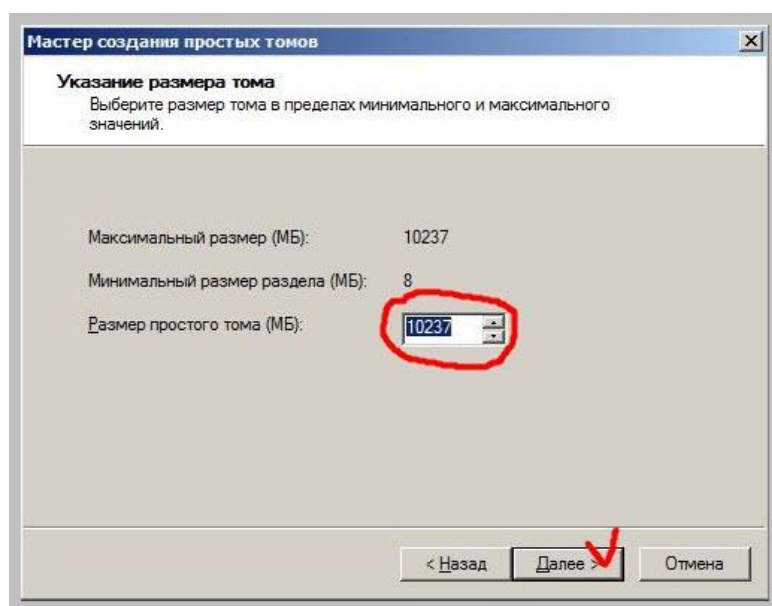 Мастер создания простых томов
Указание размера тома
Выберите размер тома в пределах минимального и максимального
значений.
Максимальный размер (МБ): 10237
Минимальный размер раздела (МБ): 8
Размер простого тома (МБ): 10237
< Назад Далее > Отмена